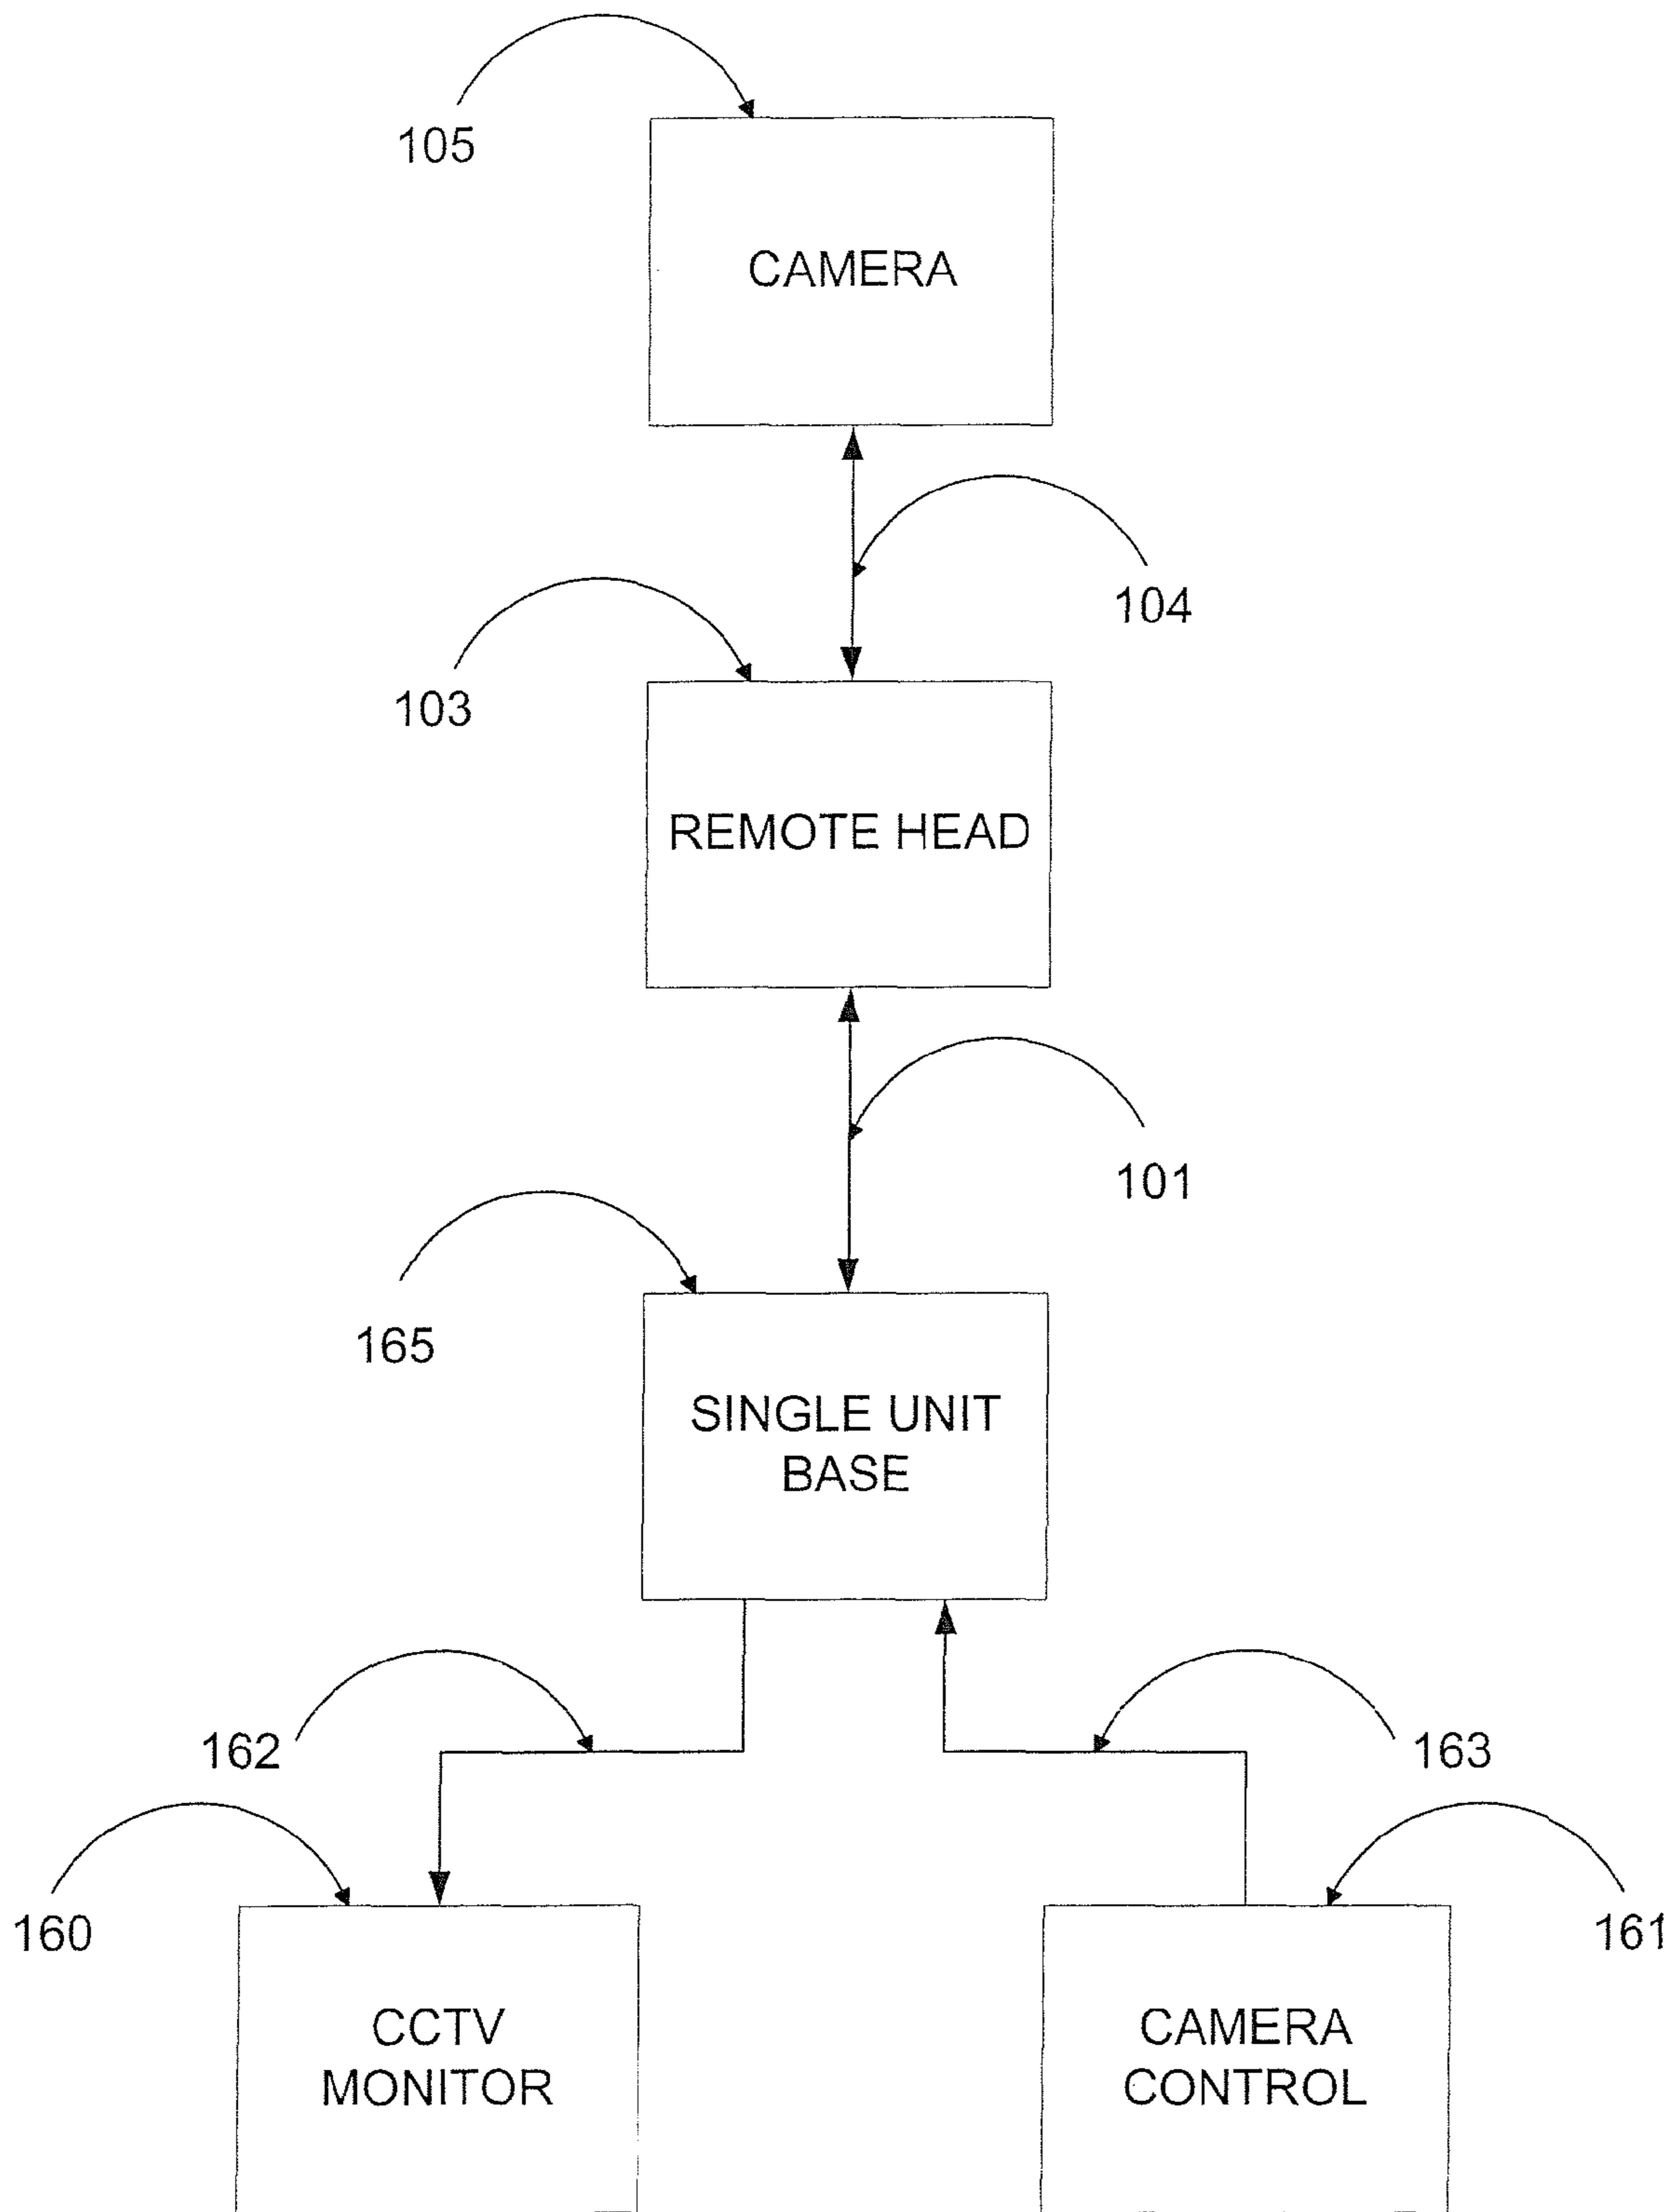 105
CAMERA
104
103
REMOTE HEAD
101
165
SINGLE UNIT
BASE
162
163
160
161
CCTV
MONITOR
CAMERA
CONTROL